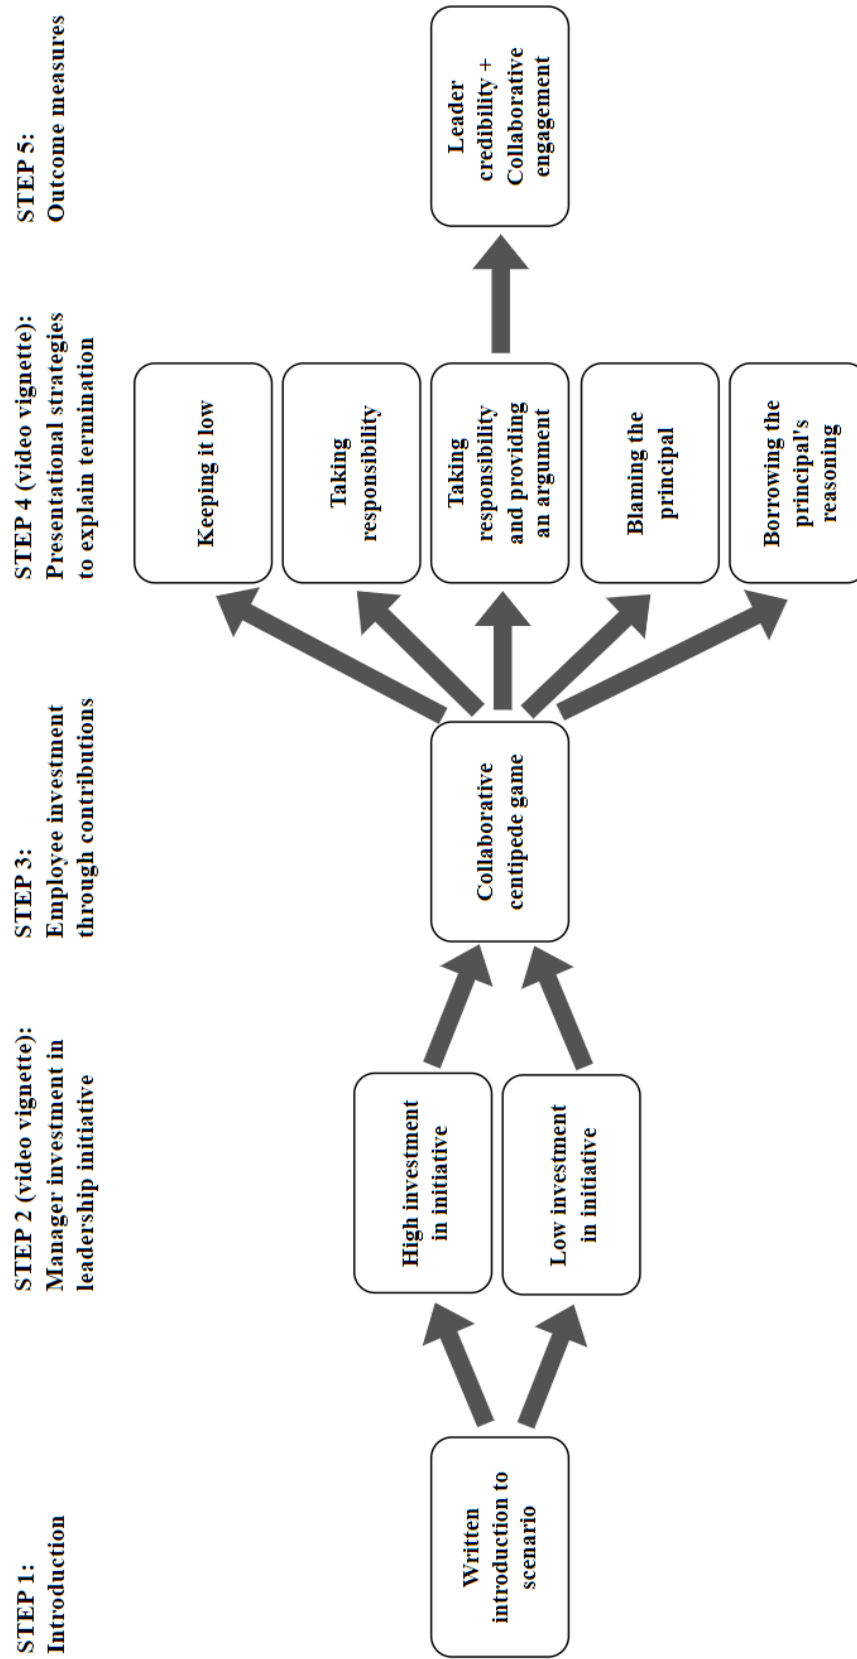 STEP 1:
Introduction
STEP 2 (video vignette):
Manager investment in
leadership initiative
STEP 3:
Employee investment
through contributions
STEP 4 (video vignette):
Presentational strategies
to explain termination
STEP 5:
Outcome measures
Written
introduction to
scenario
High investment
in initiative
Low investment
in initiative
Collaborative
centipede game
Keeping it low
Taking
responsibility
Taking
responsibility
and providing
an argument
Blaming the
principal
Borrowing the
principal's
reasoning
Leader
credibility +
Collaborative
engagement